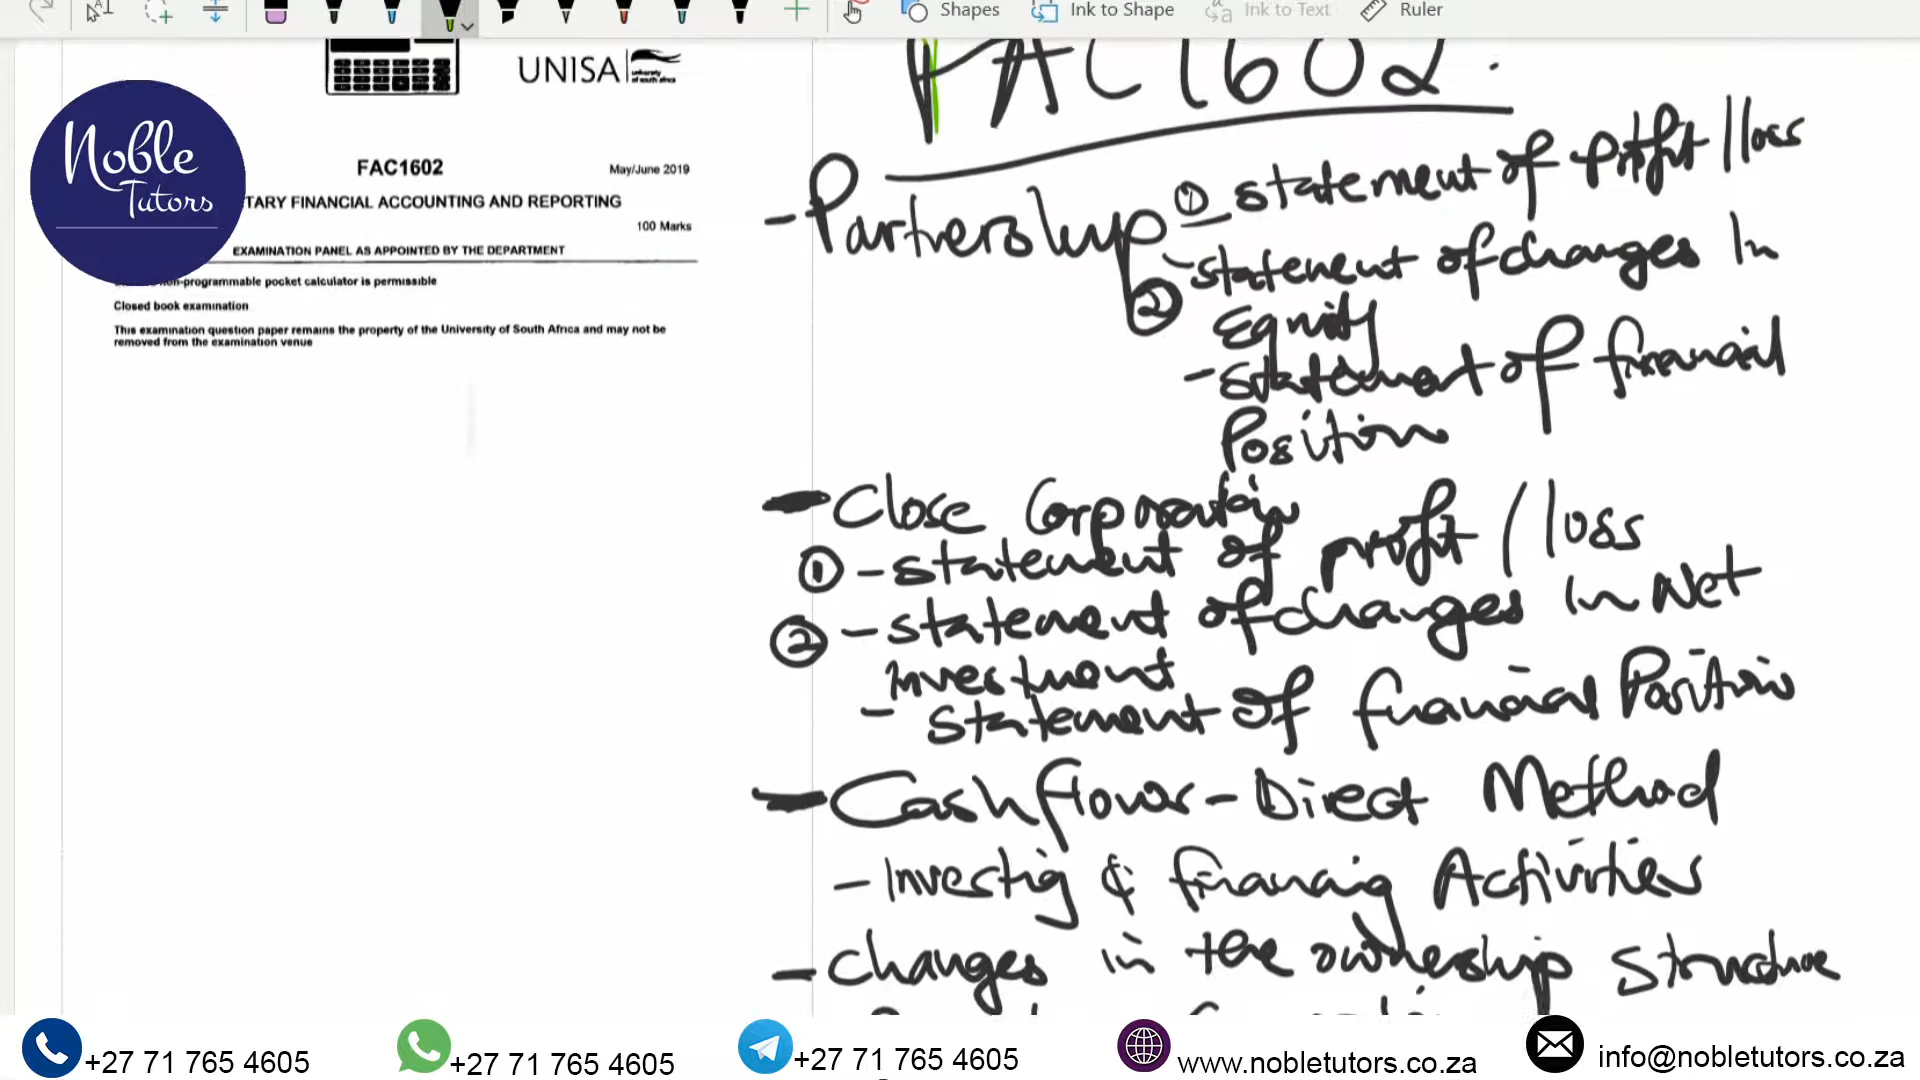 Shapes Ink to Shape Ink to Text Ruler
UNISA university of south africa
Noble
Tutors
FAC1602 May/June 2019
TARY FINANCIAL ACCOUNTING AND REPORTING
100 Marks
EXAMINATION PANEL AS APPOINTED BY THE DEPARTMENT
non-programmable pocket calculator is permissible
Closed book examination
This examination question paper remains the property of the University of South Africa and may not be
removed from the examination venue
FAC1602.
- Partnership ① statement of profit / loss
② - statement of changes In
Equity
- statement of financial
Position
- Close Corporation
① - statement of profit / loss
② - statement of changes In Net
Investment
- statement of financial Position
- Cashflows - Direct Method
- Investing & financing Activities
- changes in the ownership structure
+27 71 765 4605 +27 71 765 4605 +27 71 765 4605 www.nobletutors.co.za info@nobletutors.co.za